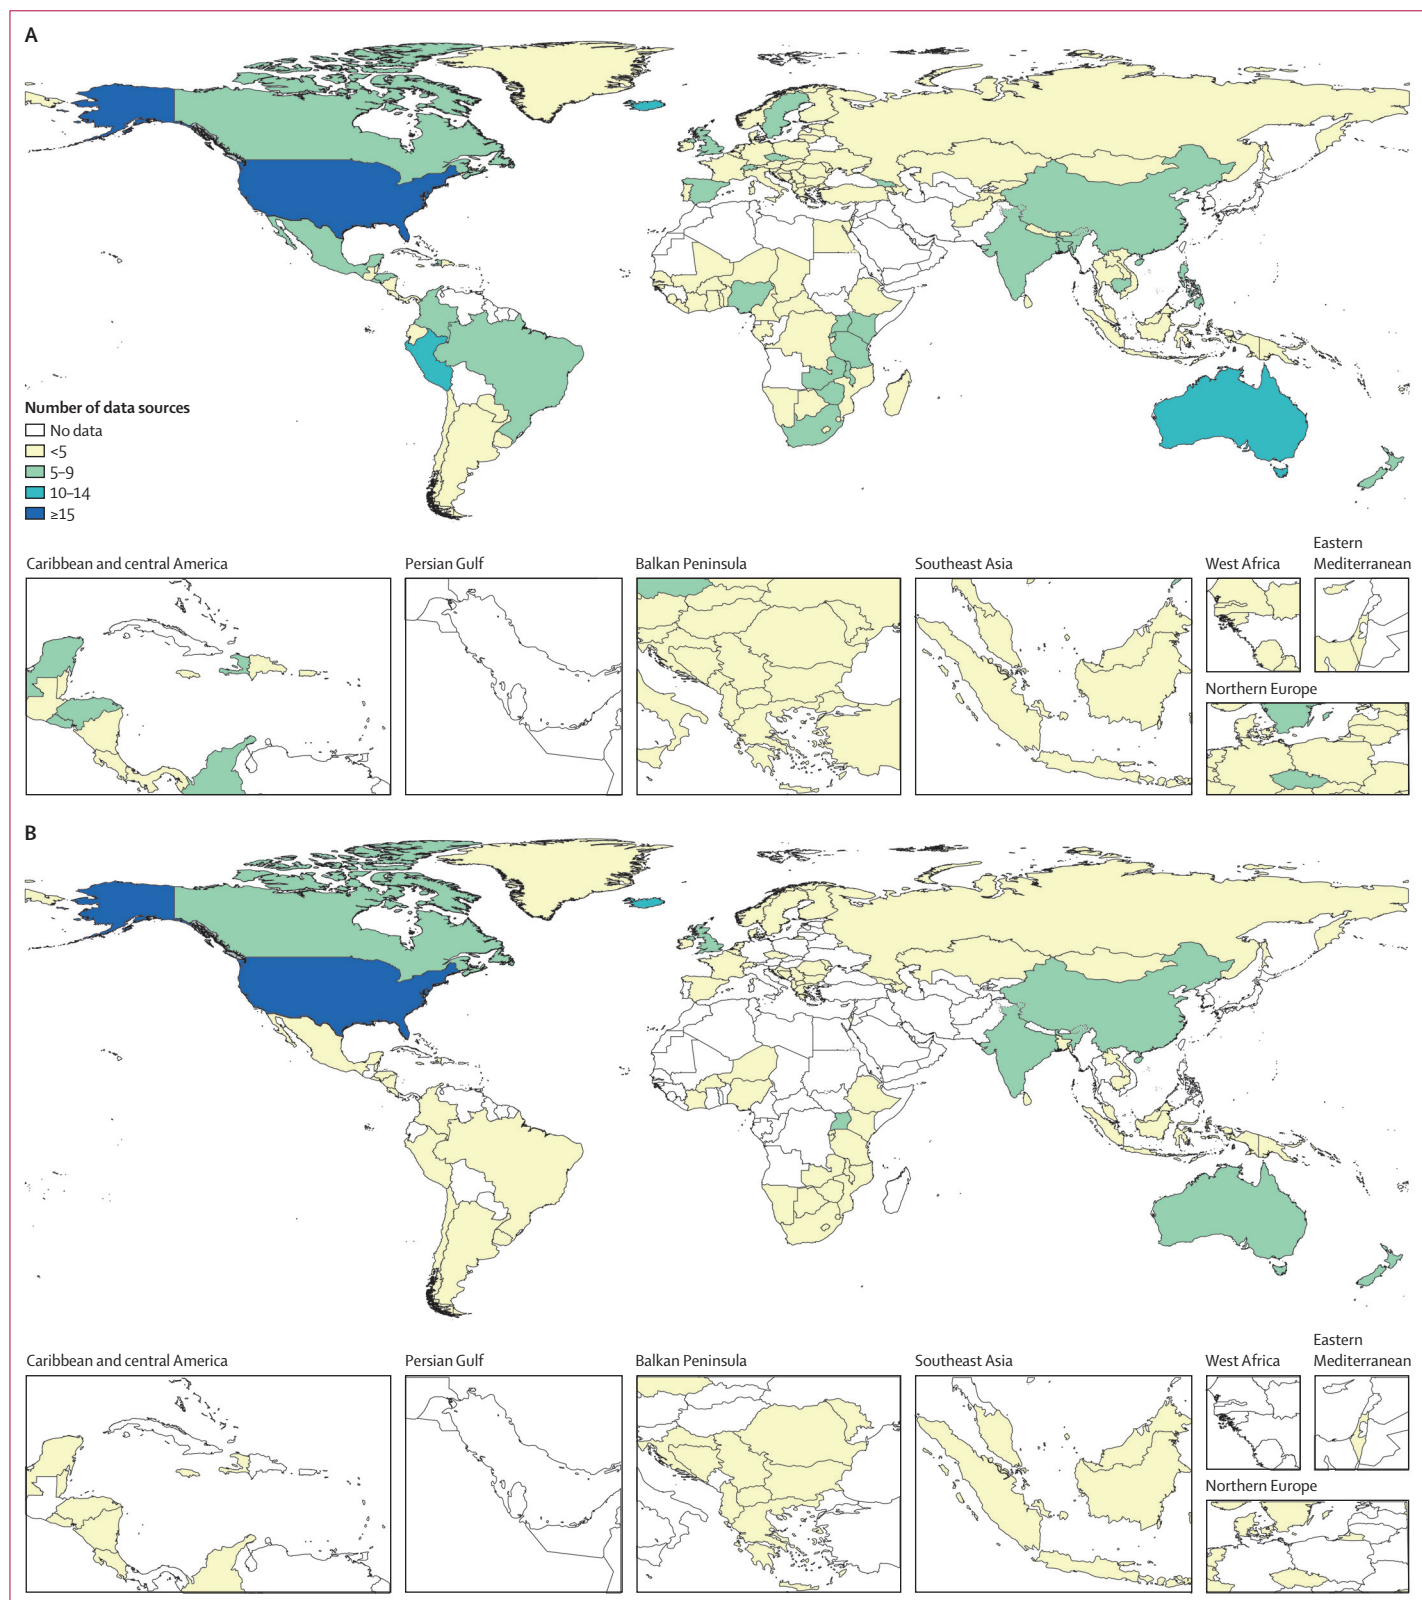 A
Number of data sources
No data
<5
5–9
10–14
≥15
Caribbean and central America
Persian Gulf
Balkan Peninsula
Southeast Asia
West Africa
Eastern
Mediterranean
Northern Europe
B
Caribbean and central America
Persian Gulf
Balkan Peninsula
Southeast Asia
West Africa
Eastern
Mediterranean
Northern Europe